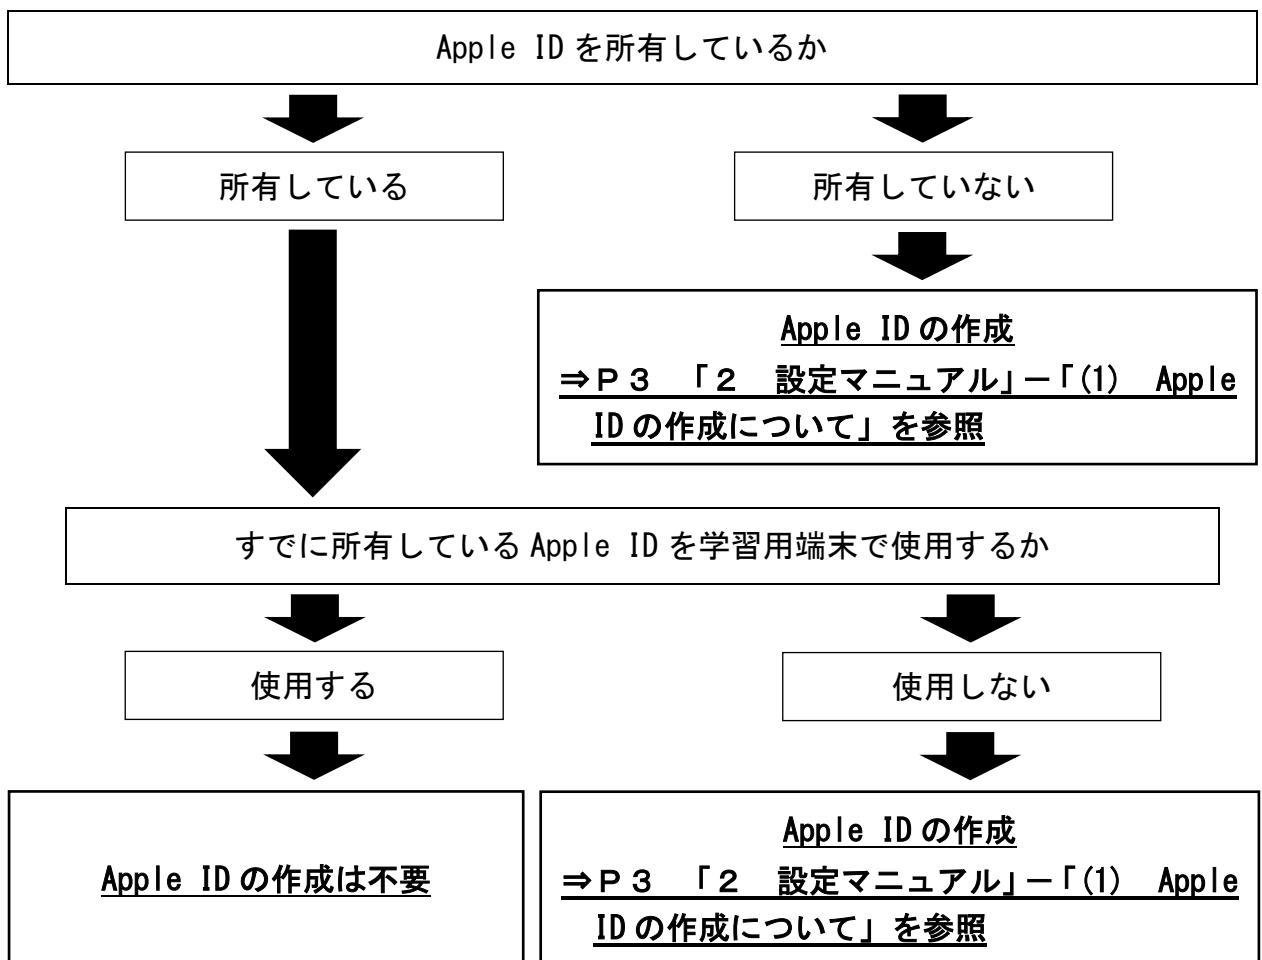 Apple ID を所有しているか
所有している
所有していない
Apple ID の作成
⇒P３　「２　設定マニュアル」－「(1)　Apple
ID の作成について」を参照
すでに所有している Apple ID を学習用端末で使用するか
使用する
使用しない
Apple ID の作成は不要
Apple ID の作成
⇒P３　「２　設定マニュアル」－「(1)　Apple
ID の作成について」を参照